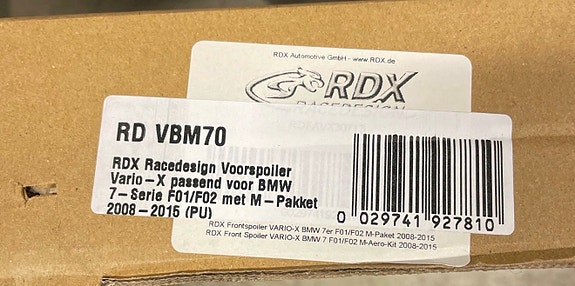 RDX Automotive GmbH - www.RDX.de
RDX
RACEDESIGN
RD VBM70
RDX Racedesign Voorspoiler
Vario-X passend voor BMW
7-Serie F01/F02 met M-Pakket
2008-2015 (PU)
0 029741 927810
RDX Frontspoiler VARIO-X BMW 7er F01/F02 M-Paket 2008-2015
RDX Front Spoiler VARIO-X BMW 7 F01/F02 M-Aero-Kit 2008-2015